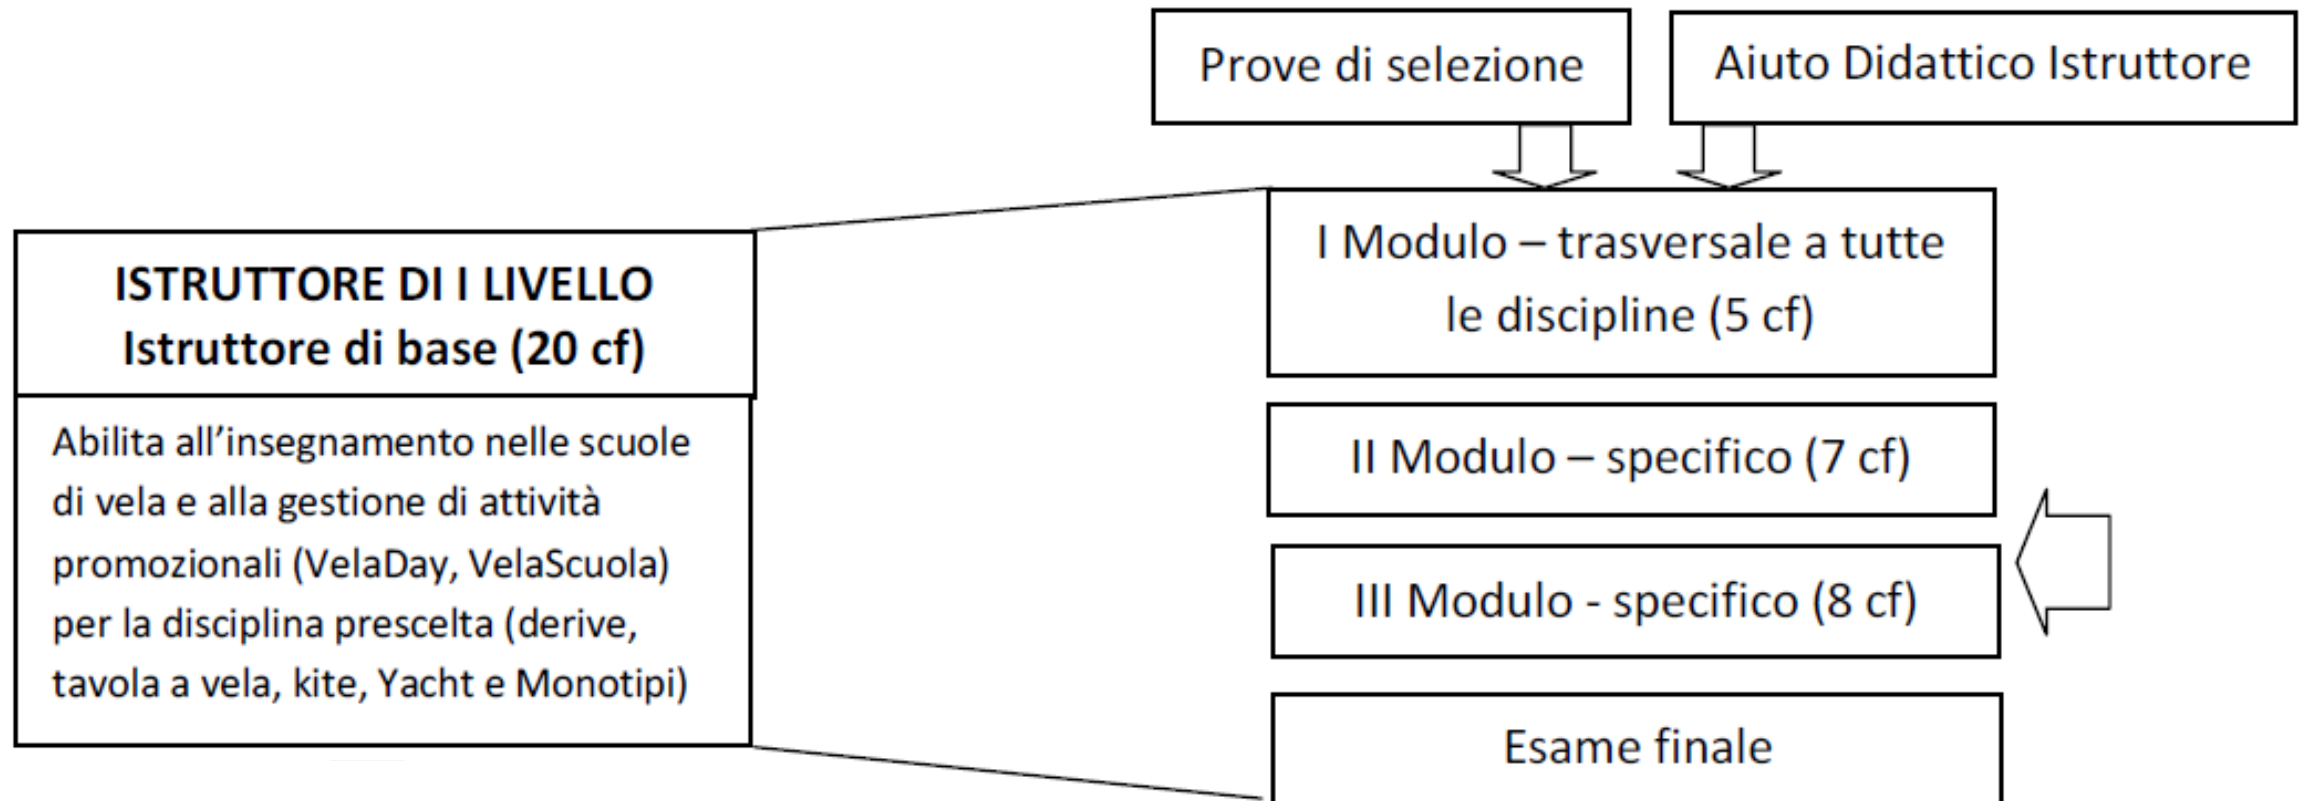 Prove di selezione
Aiuto Didattico Istruttore
ISTRUTTORE DI I LIVELLO
Istruttore di base (20 cf)
Abilita all’insegnamento nelle scuole
di vela e alla gestione di attività
promozionali (VelaDay, VelaScuola)
per la disciplina prescelta (derive,
tavola a vela, kite, Yacht e Monotipi)
I Modulo – trasversale a tutte
le discipline (5 cf)
II Modulo – specifico (7 cf)
III Modulo - specifico (8 cf)
Esame finale